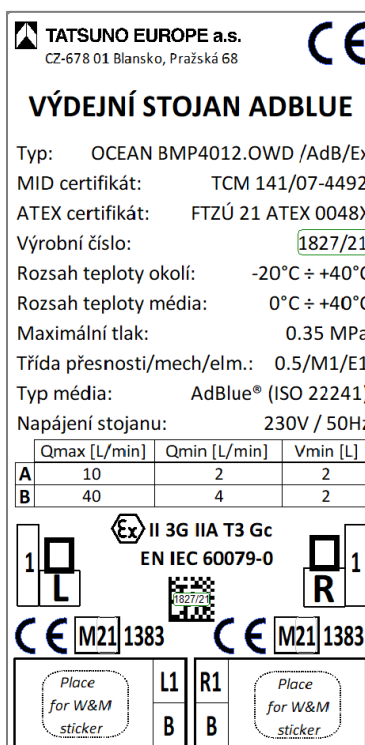 TATSUNO EUROPE a.s.
CZ-678 01 Blansko, Pražská 68
CE
VÝDEJNÍ STOJAN ADBLUE
Typ: OCEAN BMP4012.OWD /AdB/Ex
MID certifikát: TCM 141/07-4492
ATEX certifikát: FTZÚ 21 ATEX 0048X
Výrobní číslo: 1827/21
Rozsah teploty okolí: -20°C ÷ +40°C
Rozsah teploty média: 0°C ÷ +40°C
Maximální tlak: 0.35 MPa
Třída přesnosti/mech/elm.: 0.5/M1/E1
Typ média: AdBlue® (ISO 22241)
Napájení stojanu: 230V / 50Hz
Qmax [L/min] Qmin [L/min] Vmin [L]
A 10 2 2
B 40 4 2
Ex II 3G IIA T3 Gc
EN IEC 60079-0
1 L
R 1
1827/21
CE M21 1383 CE M21 1383
Place for W&M sticker
L1 R1
B B
Place for W&M sticker